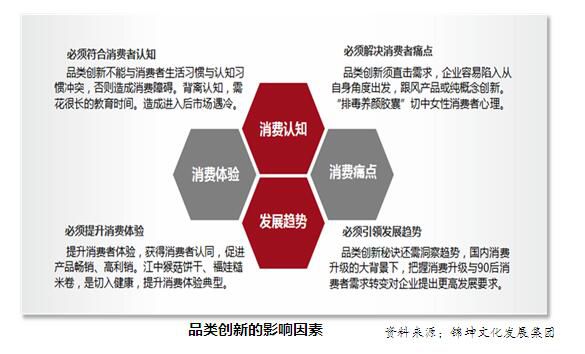 必须符合消费者认知
品类创新不能与消费者生活习惯与认知习
惯冲突，否则造成消费障碍。背离认知，需
花很长的教育时间。造成进入后市场遇冷。
必须解决消费者痛点
品类创新须直击需求，企业容易陷入从
自身角度出发，跟风产品或纯概念创新。
“排毒养颜胶囊”切中女性消费者心理。
消费认知
消费体验
消费痛点
发展趋势
必须提升消费体验
提升消费者体验，获得消费者认同，促进
产品畅销、高利销。江中猴菇饼干、福娃糙
米卷，是切入健康，提升消费体验典型。
必须引领发展趋势
品类创新秘诀还需洞察趋势，国内消费
升级的大背景下，把握消费升级与90后消
费者需求转变对企业提出更高发展要求。
品类创新的影响因素
资料来源：锦坤文化发展集团